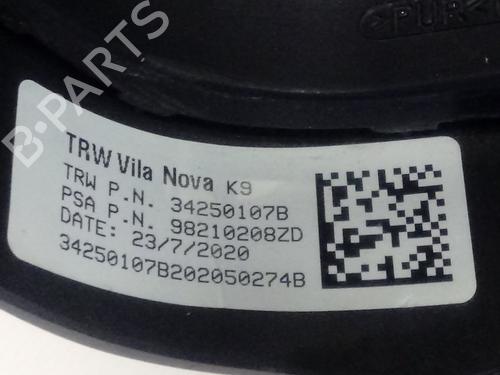 >PUR<
TRW Vila Nova K9
TRW P.N. 34250107B
PSA P.N. 98210208ZD
DATE: 23/7/2020
34250107B202050274B
B-PARTS